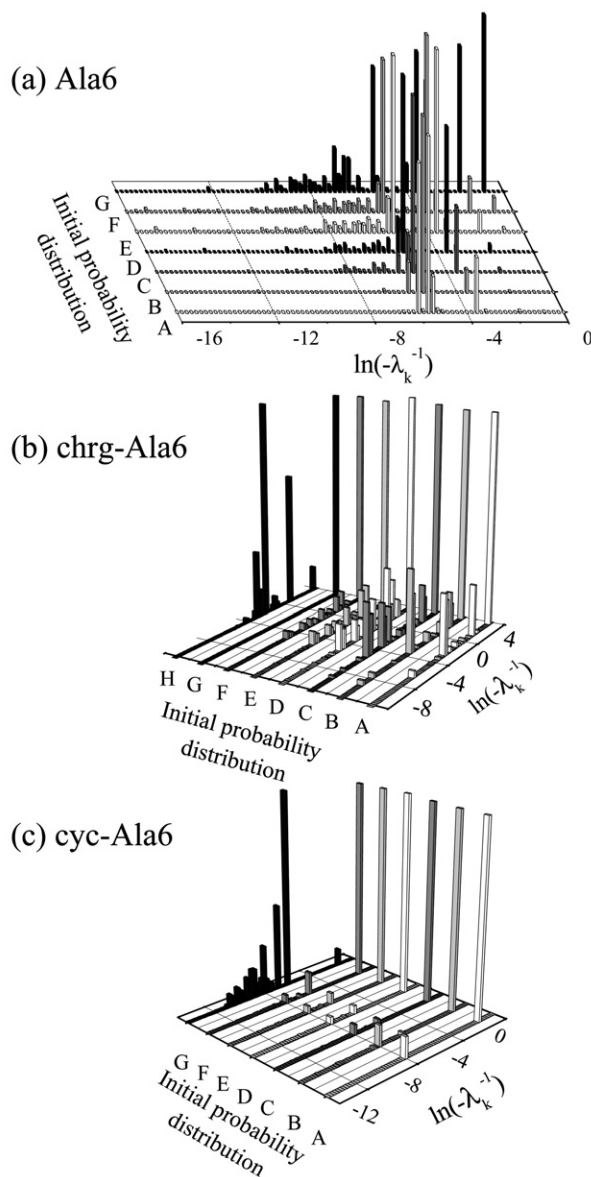 (a) Ala6
G
F
E
D
C
B
A
Initial probability
distribution
-16
-12
-8
-4
0
ln(-λk-1)
(b) chrg-Ala6
H
G
F
E
D
C
B
A
Initial probability
distribution
-8
-4
0
4
ln(-λk-1)
(c) cyc-Ala6
G
F
E
D
C
B
A
Initial probability
distribution
-12
-8
-4
0
ln(-λk-1)